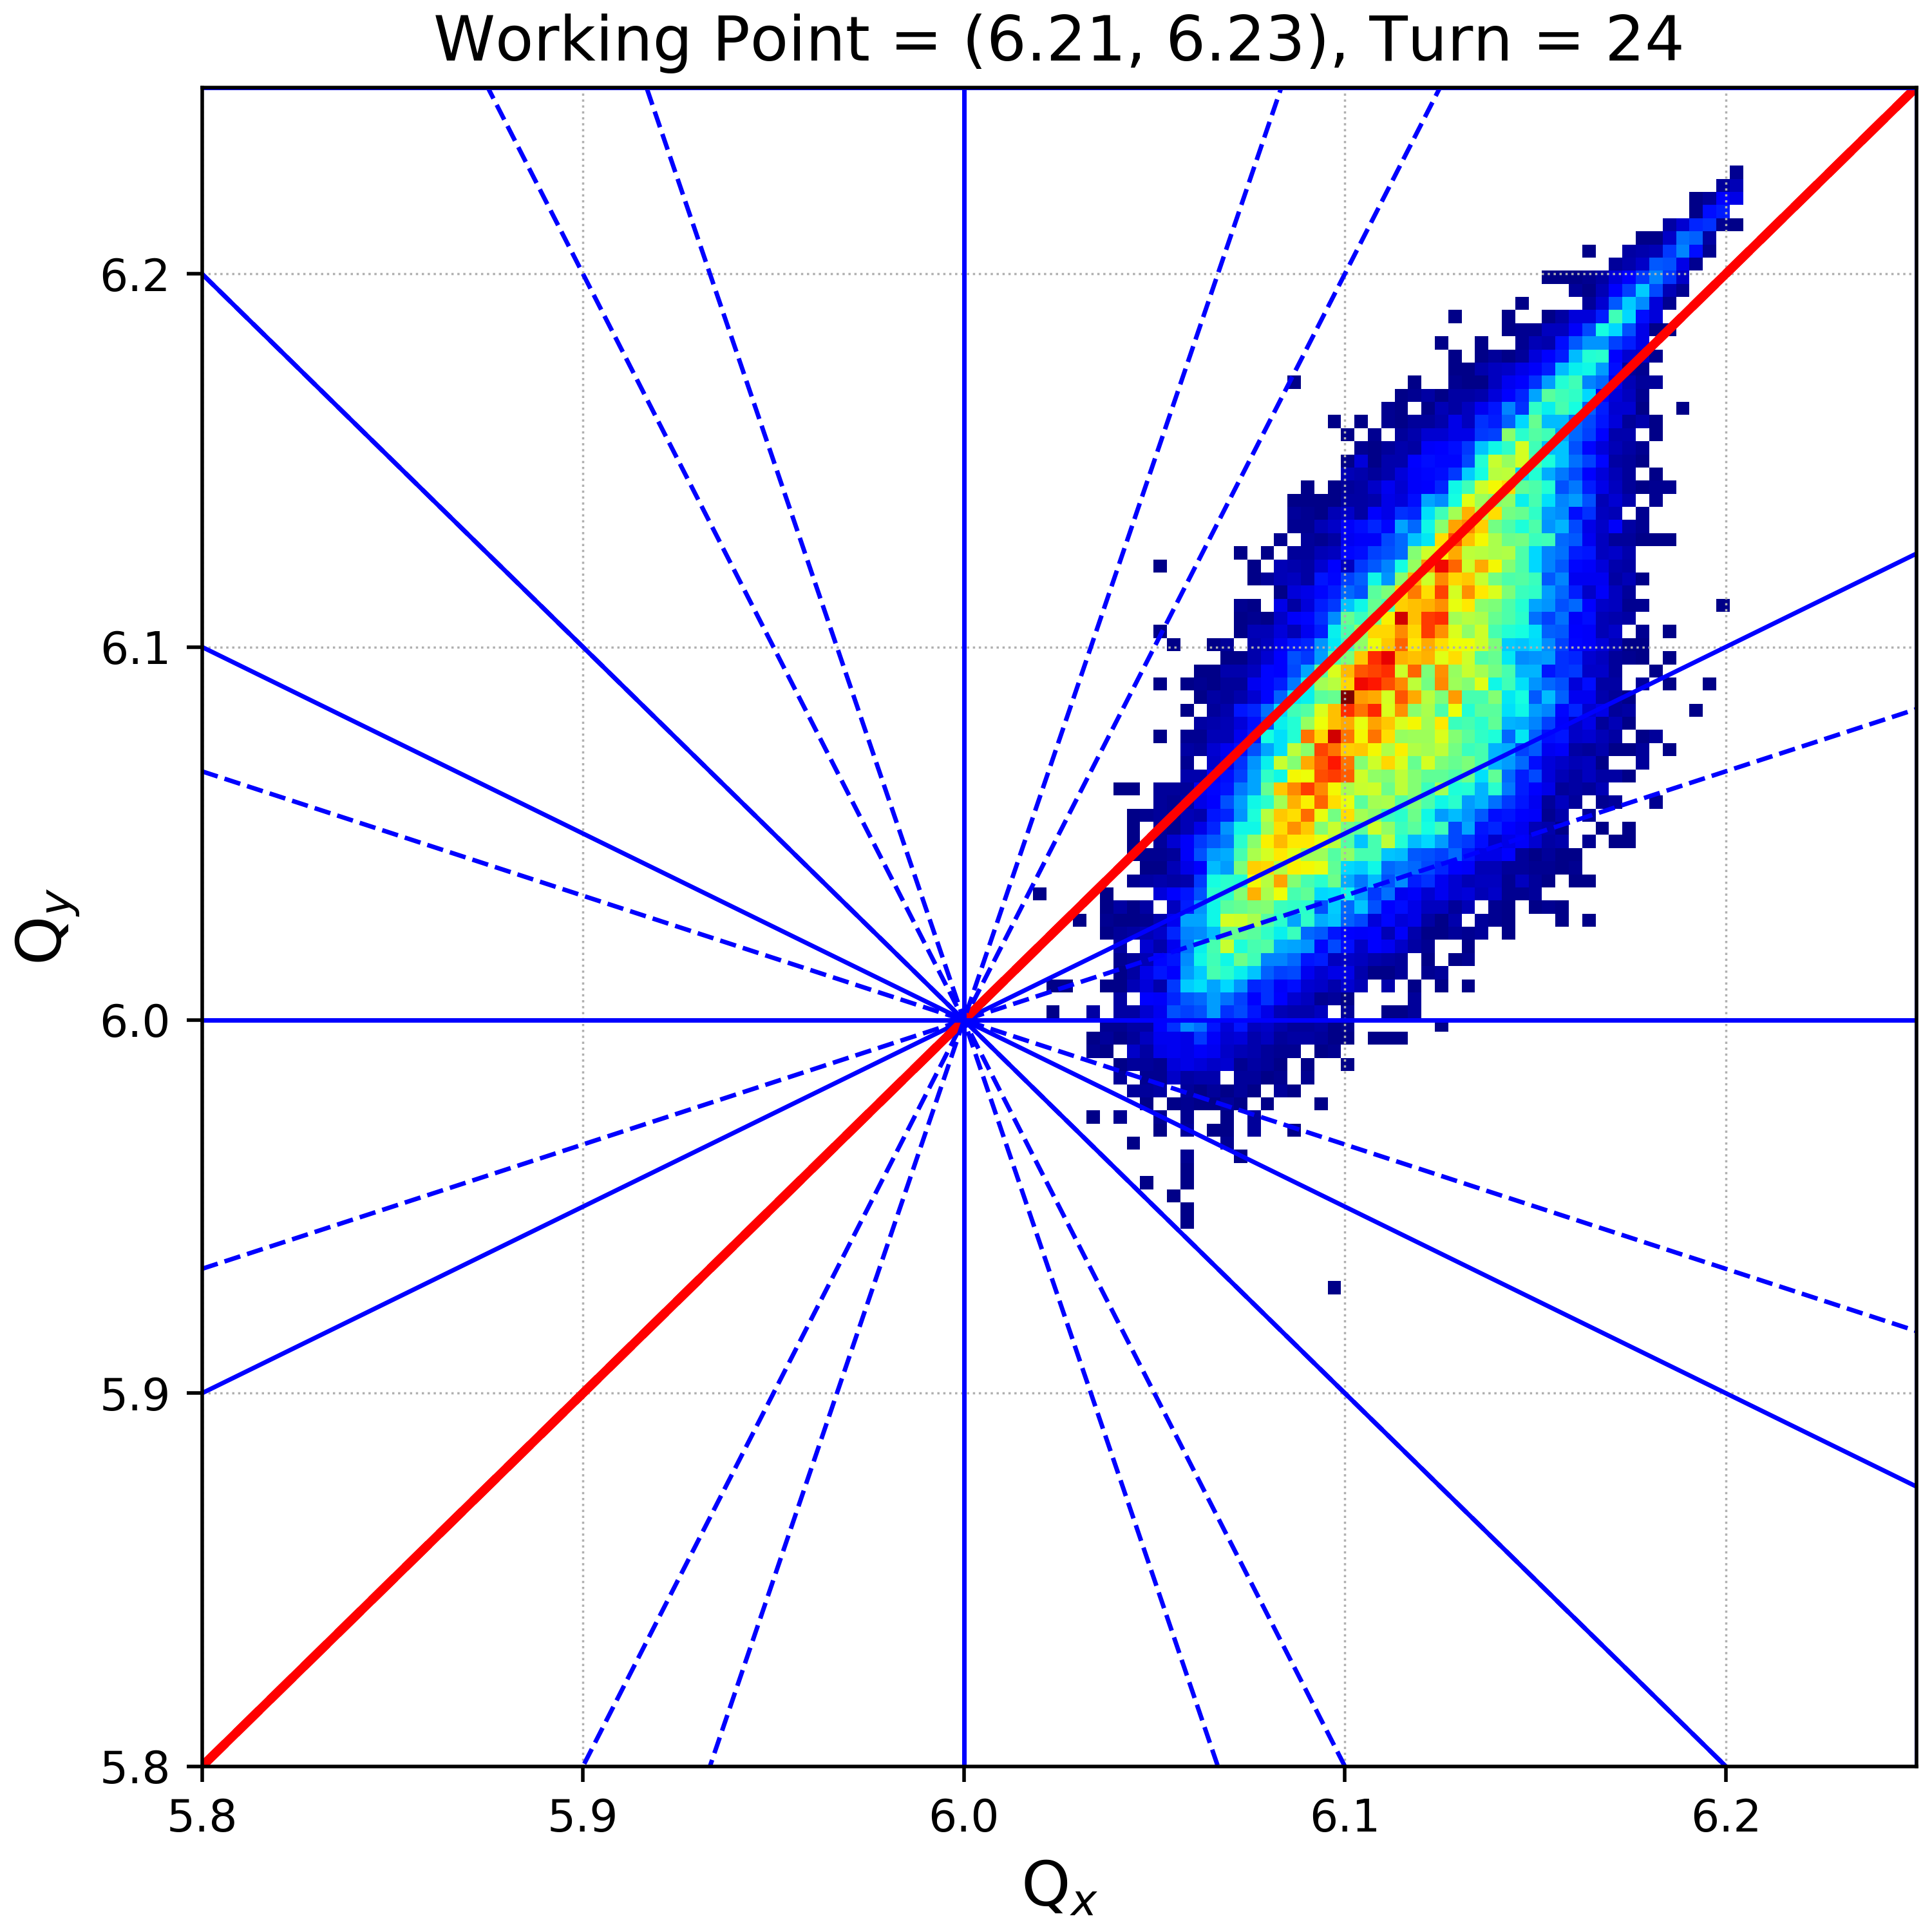 Working Point = (6.21, 6.23), Turn = 24
6.2
6.1
6.0
5.9
5.8
Qy
5.8 5.9 6.0 6.1 6.2
Qx